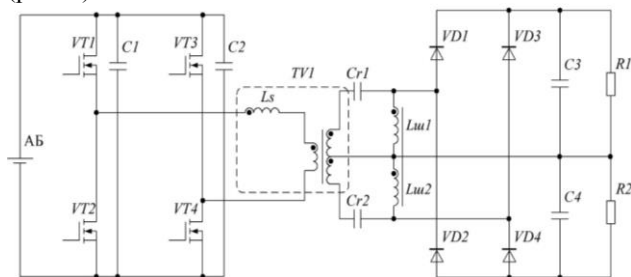 VT1
C1
VT3
C2
TV1
Ls
Cr1
Lш1
VD1
VD3
C3
R1
АБ
VT2
VT4
Cr2
Lш2
VD2
VD4
C4
R2